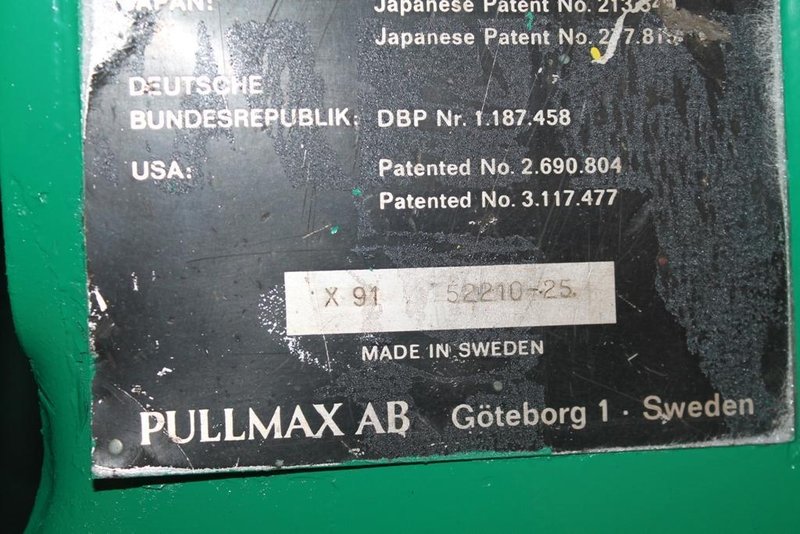 JAPAN: Japanese Patent No.
Japanese Patent No.
DEUTSCHE
BUNDESREPUBLIK: DBP Nr. 1.187.458
USA: Patented No. 2.690.804
Patented No. 3.117.477
X 91 52210-25
MADE IN SWEDEN
PULLMAX AB Göteborg 1 · Sweden